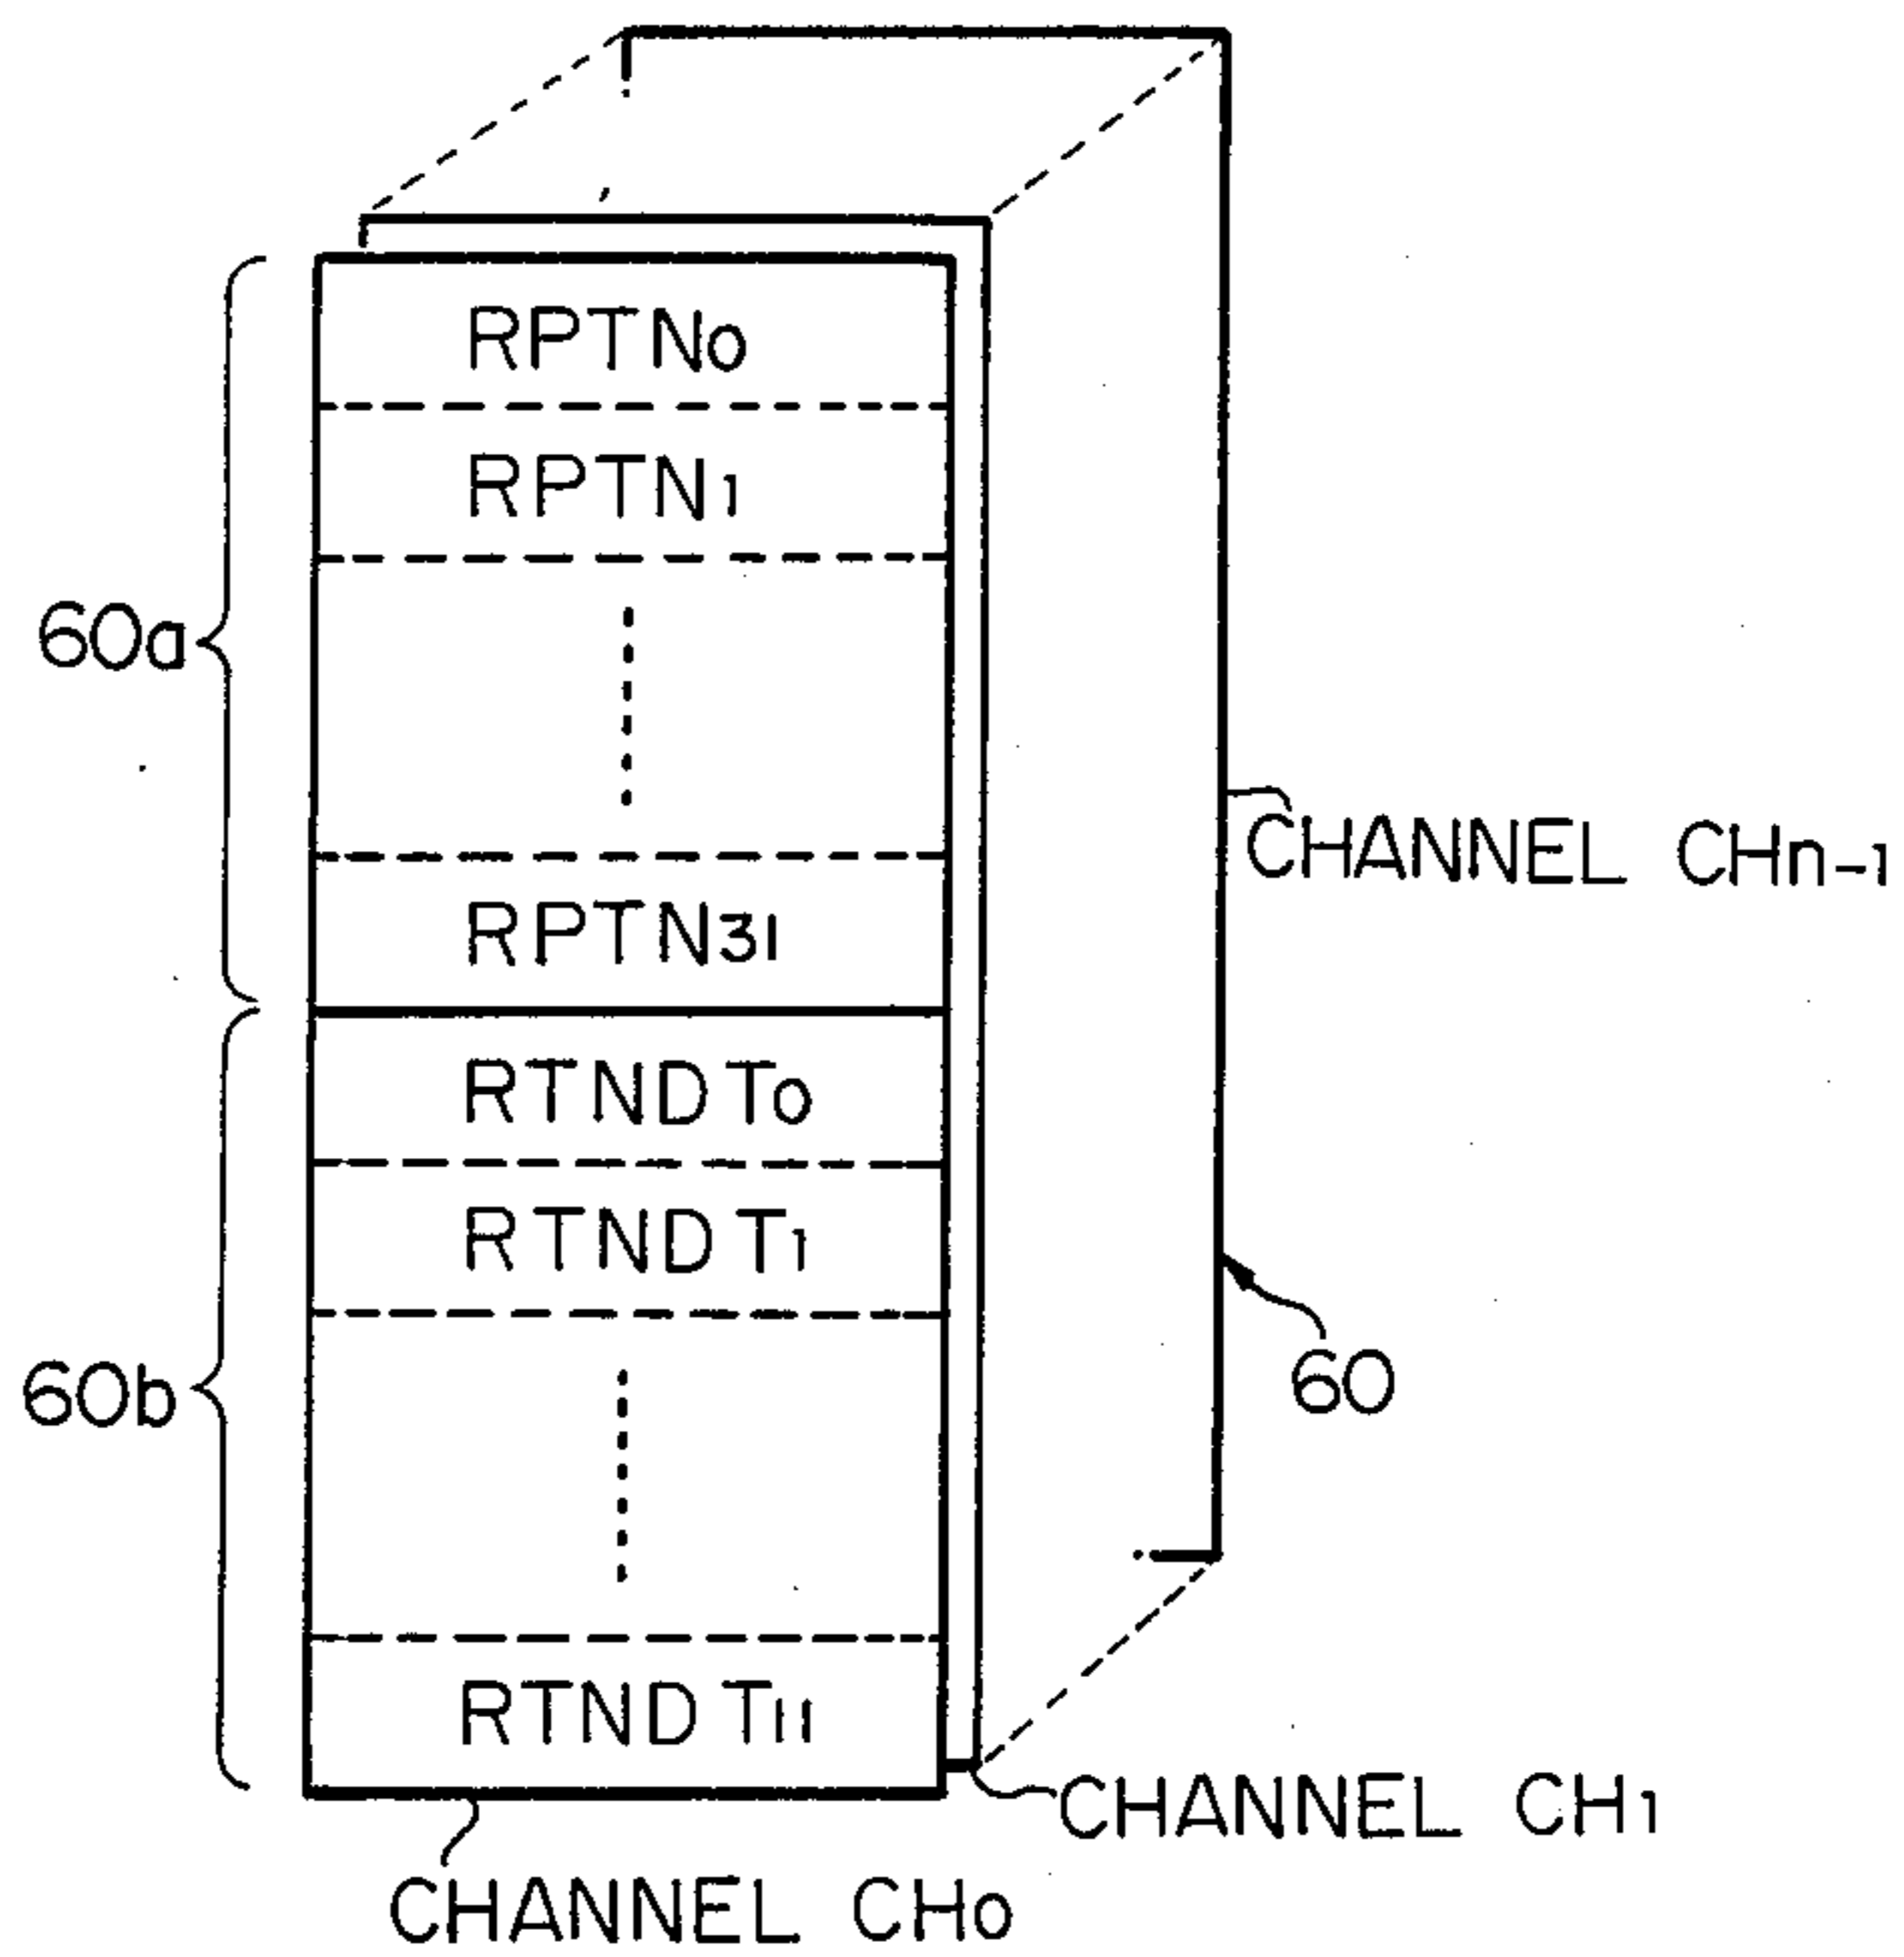 RPTN0
RPTN1
60a
CHANNEL CHn-1
RPTN31
RTNDT0
RTNDT1
60
60b
RTNDT11
CHANNEL CH1
CHANNEL CH0